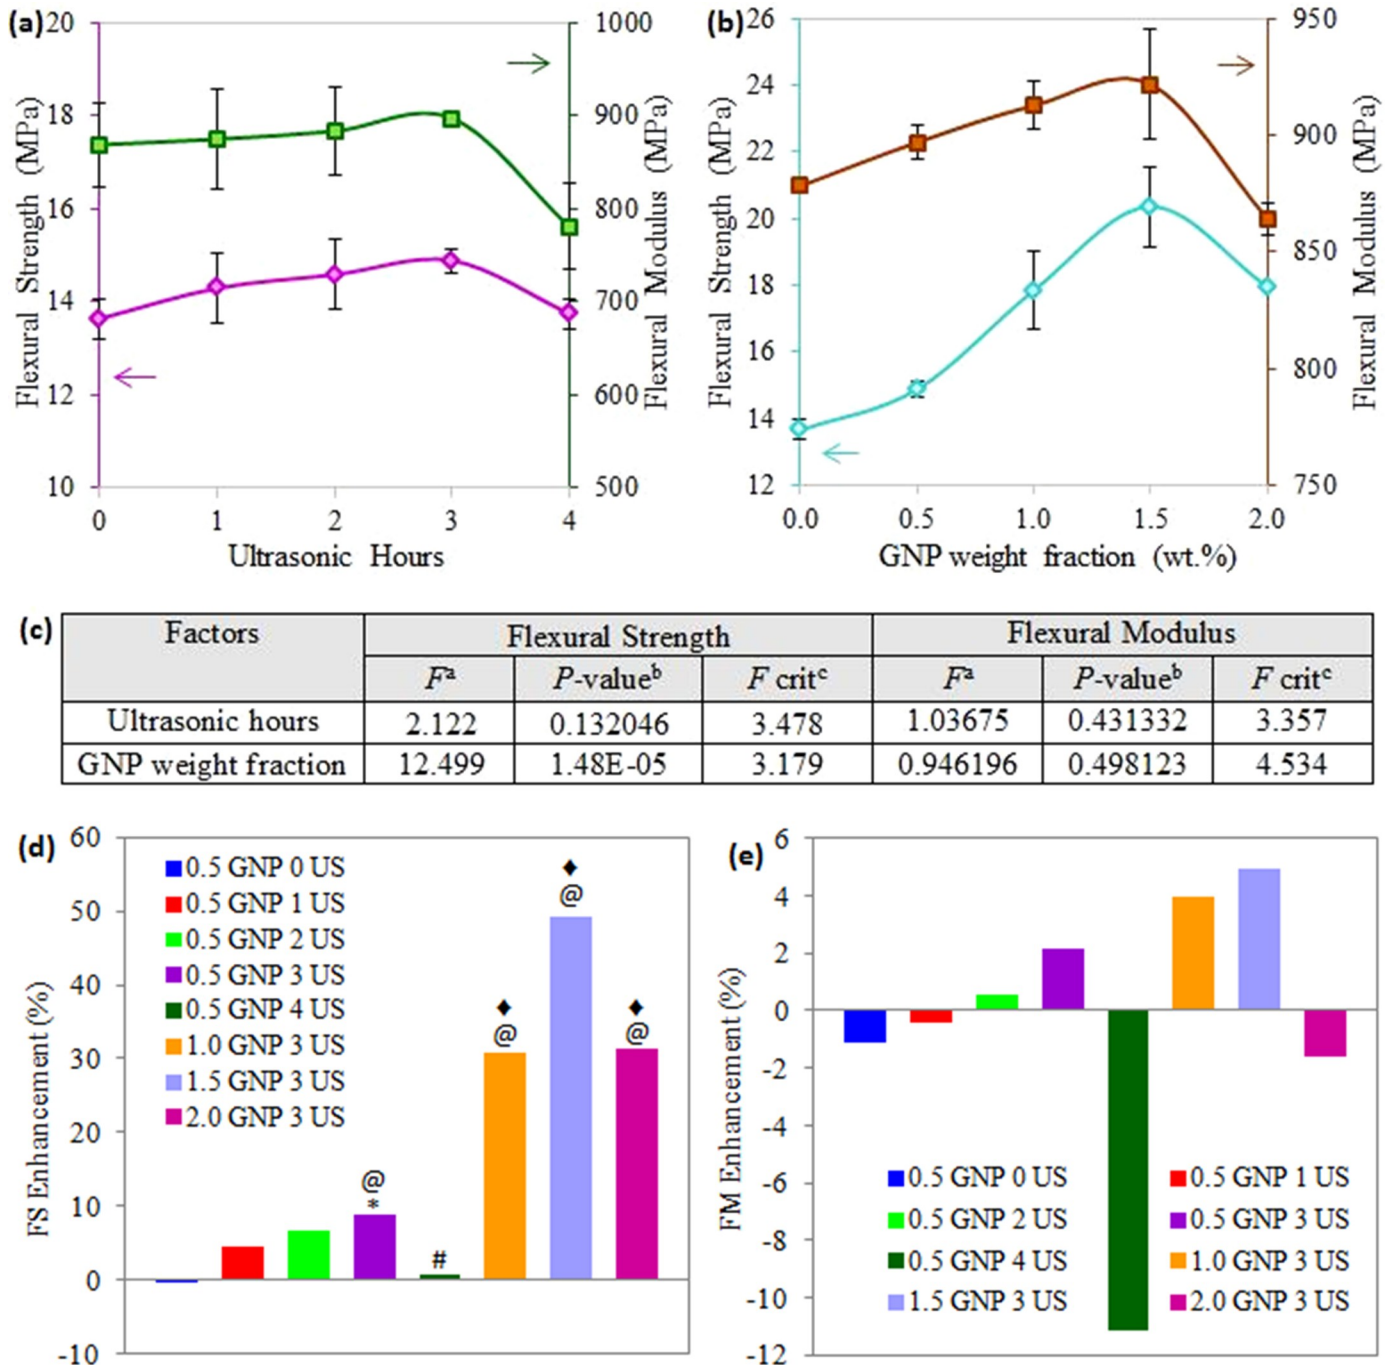 (a)
20
18
16
14
12
10
Flexural Strength (MPa)
1000
900
800
700
600
500
Flexural Modulus (MPa)
0 1 2 3 4
Ultrasonic Hours
(b)
26
24
22
20
18
16
14
12
Flexural Strength (MPa)
950
900
850
800
750
Flexural Modulus (MPa)
0.0 0.5 1.0 1.5 2.0
GNP weight fraction (wt.%)
(c)
Factors Flexural Strength Flexural Modulus
Fᵃ P-valueᵇ F critᶜ Fᵃ P-valueᵇ F critᶜ
Ultrasonic hours 2.122 0.132046 3.478 1.03675 0.431332 3.357
GNP weight fraction 12.499 1.48E-05 3.179 0.946196 0.498123 4.534
(d)
60
50
40
30
20
10
0
-10
FS Enhancement (%)
0.5 GNP 0 US
0.5 GNP 1 US
0.5 GNP 2 US
0.5 GNP 3 US
0.5 GNP 4 US
1.0 GNP 3 US
1.5 GNP 3 US
2.0 GNP 3 US
@
*
#
♦
@
♦
@
♦
@
(e)
6
4
2
0
-2
-4
-6
-8
-10
-12
FM Enhancement (%)
0.5 GNP 0 US 0.5 GNP 1 US
0.5 GNP 2 US 0.5 GNP 3 US
0.5 GNP 4 US 1.0 GNP 3 US
1.5 GNP 3 US 2.0 GNP 3 US